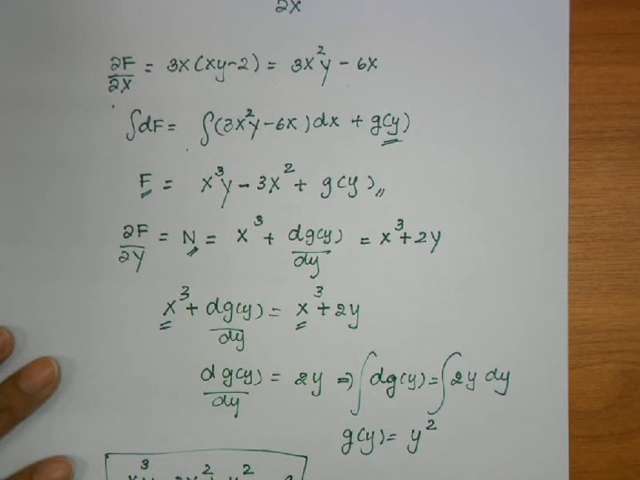 ∂X
∂F/∂X = 3X(XY-2) = 3X²Y - 6X
∫dF = ∫(3X²Y-6X)dX + g(y)
F = X³Y - 3X² + g(y),,
∂F/∂Y = N = X³ + dg(y)/dy = X³+2Y
X³ + dg(y)/dy = X³+2Y
dg(y)/dy = 2Y ⇒ ∫dg(y) = ∫2Y dy
g(y) = y²